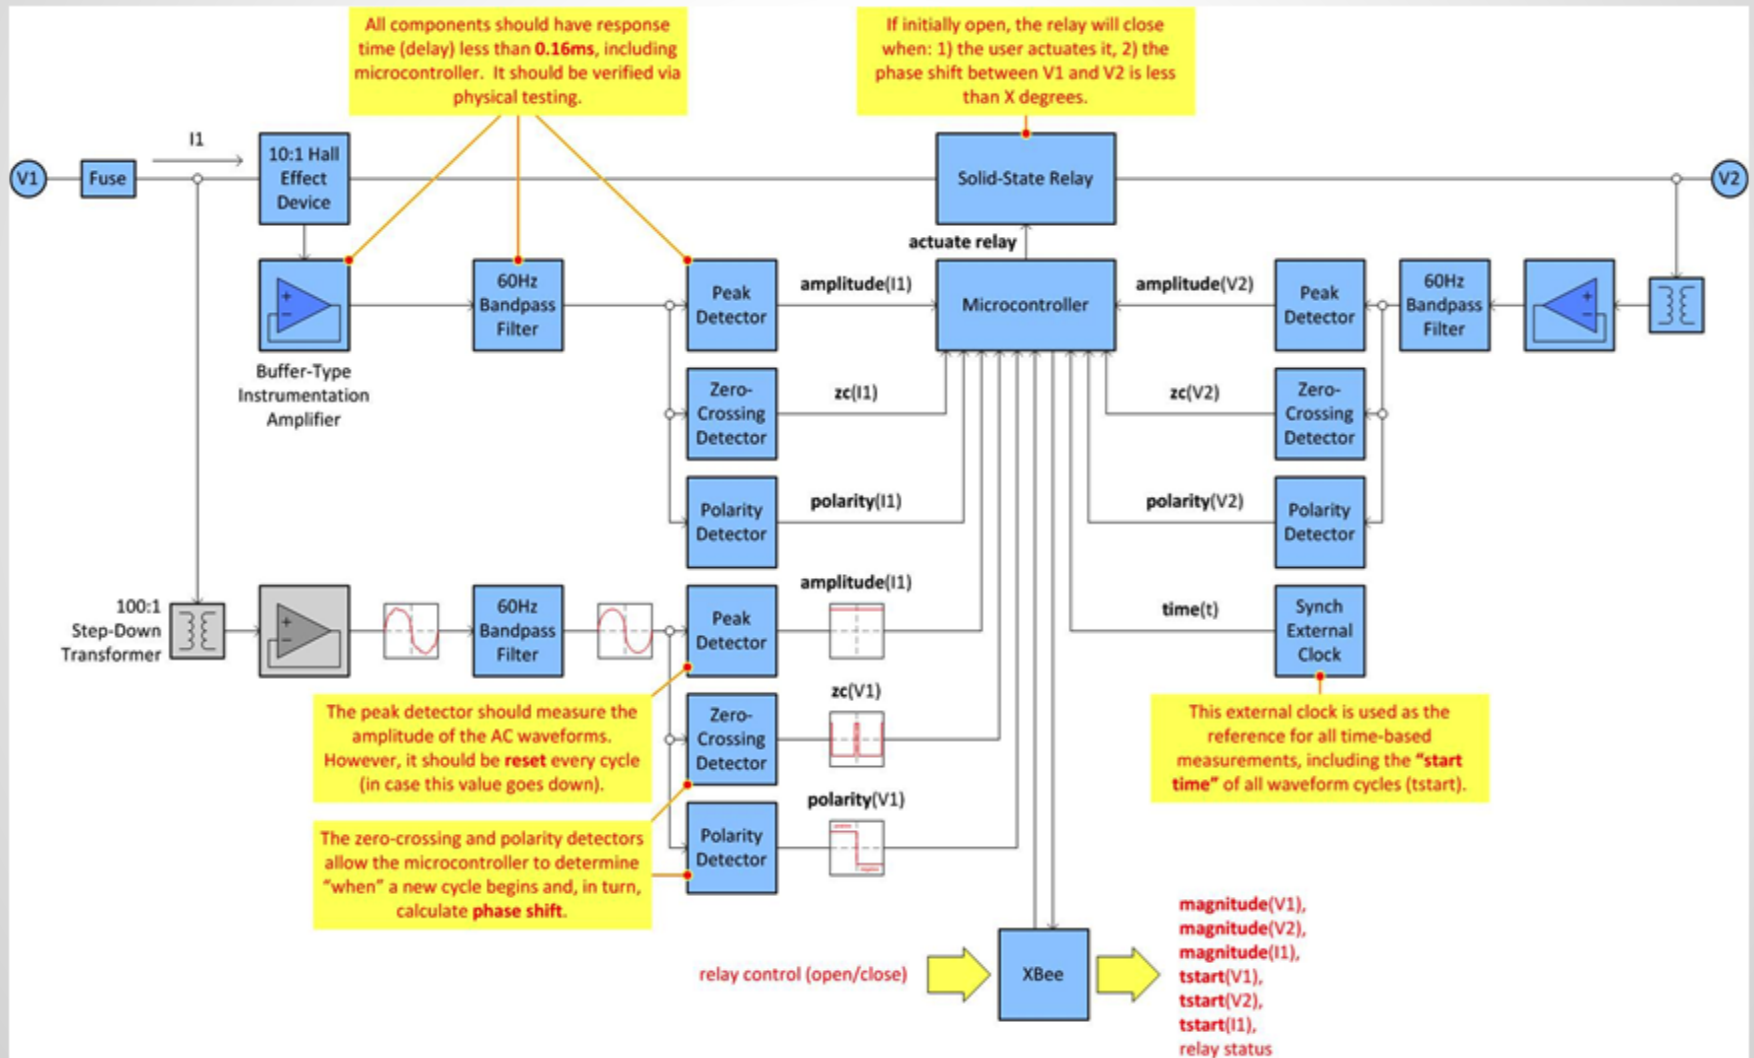 All components should have response
time (delay) less than 0.16ms, including
microcontroller. It should be verified via
physical testing.
If initially open, the relay will close
when: 1) the user actuates it, 2) the
phase shift between V1 and V2 is less
than X degrees.
I1
V1
Fuse
10:1 Hall
Effect
Device
Solid-State Relay
V2
actuate relay
+
−
Buffer-Type
Instrumentation
Amplifier
60Hz
Bandpass
Filter
Peak
Detector
amplitude(I1)
Microcontroller
amplitude(V2)
Peak
Detector
60Hz
Bandpass
Filter
+
−
Zero-
Crossing
Detector
zc(I1)
zc(V2)
Zero-
Crossing
Detector
Polarity
Detector
polarity(I1)
polarity(V2)
Polarity
Detector
100:1
Step-Down
Transformer
+
−
60Hz
Bandpass
Filter
Peak
Detector
amplitude(I1)
time(t)
Synch
External
Clock
The peak detector should measure the
amplitude of the AC waveforms.
However, it should be reset every cycle
(in case this value goes down).
Zero-
Crossing
Detector
zc(V1)
This external clock is used as the
reference for all time-based
measurements, including the “start
time” of all waveform cycles (tstart).
The zero-crossing and polarity detectors
allow the microcontroller to determine
“when” a new cycle begins and, in turn,
calculate phase shift.
Polarity
Detector
polarity(V1)
relay control (open/close)
XBee
magnitude(V1),
magnitude(V2),
magnitude(I1),
tstart(V1),
tstart(V2),
tstart(I1),
relay status